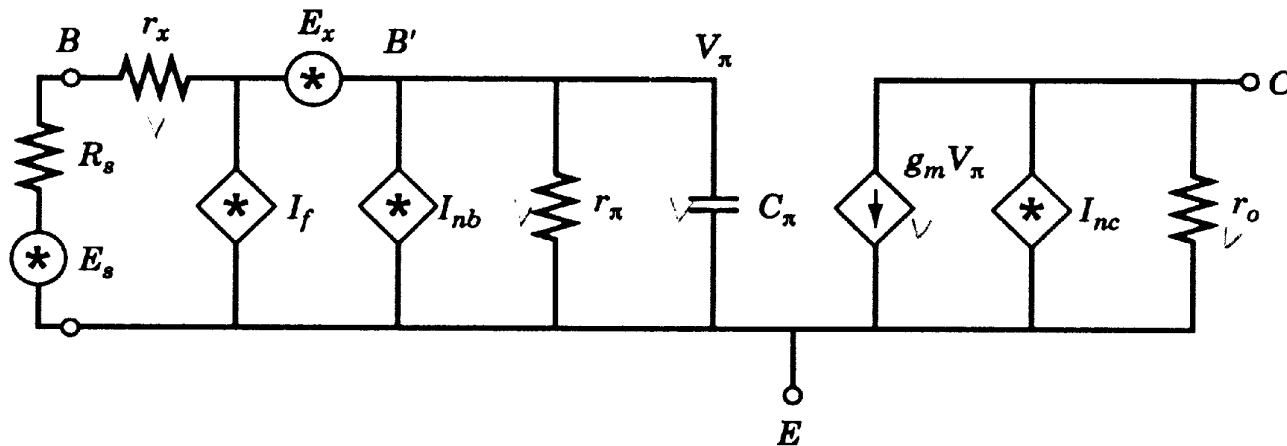 B r_x E_x B' V_π
C
R_s I_f I_nb r_π C_π g_m V_π I_nc r_o
E_s
E